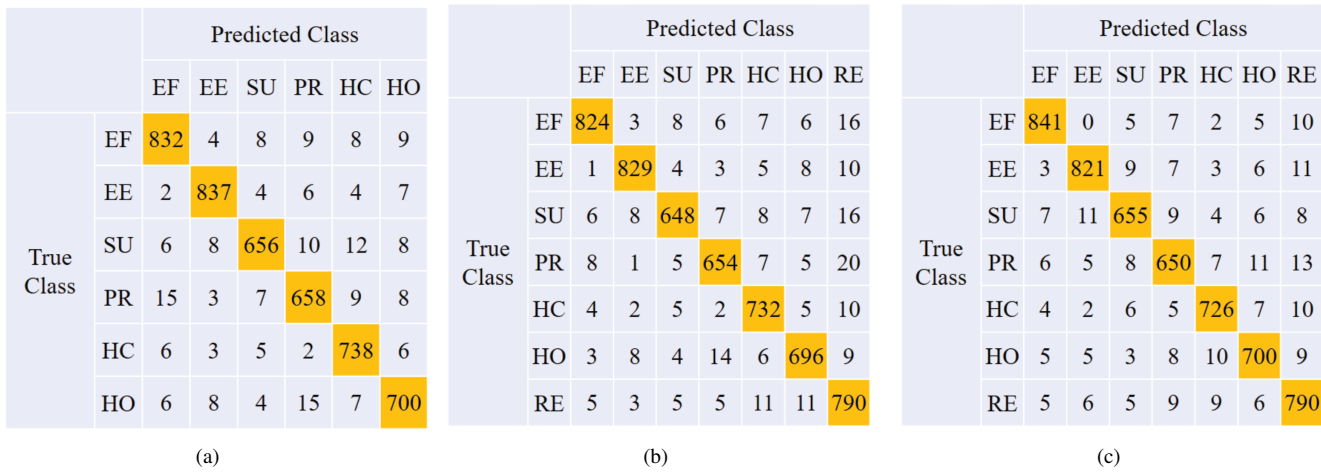 Predicted Class
EF EE SU PR HC HO
True Class
EF 832 4 8 9 8 9
EE 2 837 4 6 4 7
SU 6 8 656 10 12 8
PR 15 3 7 658 9 8
HC 6 3 5 2 738 6
HO 6 8 4 15 7 700
(a)
Predicted Class
EF EE SU PR HC HO RE
True Class
EF 824 3 8 6 7 6 16
EE 1 829 4 3 5 8 10
SU 6 8 648 7 8 7 16
PR 8 1 5 654 7 5 20
HC 4 2 5 2 732 5 10
HO 3 8 4 14 6 696 9
RE 5 3 5 5 11 11 790
(b)
Predicted Class
EF EE SU PR HC HO RE
True Class
EF 841 0 5 7 2 5 10
EE 3 821 9 7 3 6 11
SU 7 11 655 9 4 6 8
PR 6 5 8 650 7 11 13
HC 4 2 6 5 726 7 10
HO 5 5 3 8 10 700 9
RE 5 6 5 9 9 6 790
(c)